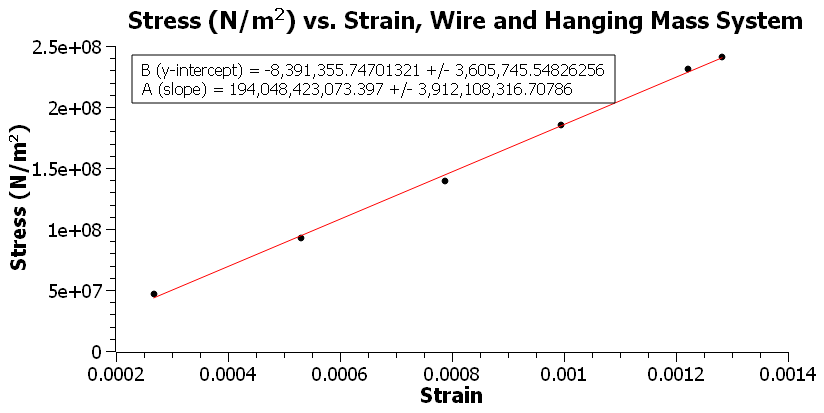 Stress (N/m²) vs. Strain, Wire and Hanging Mass System
B (y-intercept) = -8,391,355.74701321 +/- 3,605,745.54826256
A (slope) = 194,048,423,073.397 +/- 3,912,108,316.70786
Stress (N/m²)
2.5e+08
2e+08
1.5e+08
1e+08
5e+07
0
0.0002 0.0004 0.0006 0.0008 0.001 0.0012 0.0014
Strain